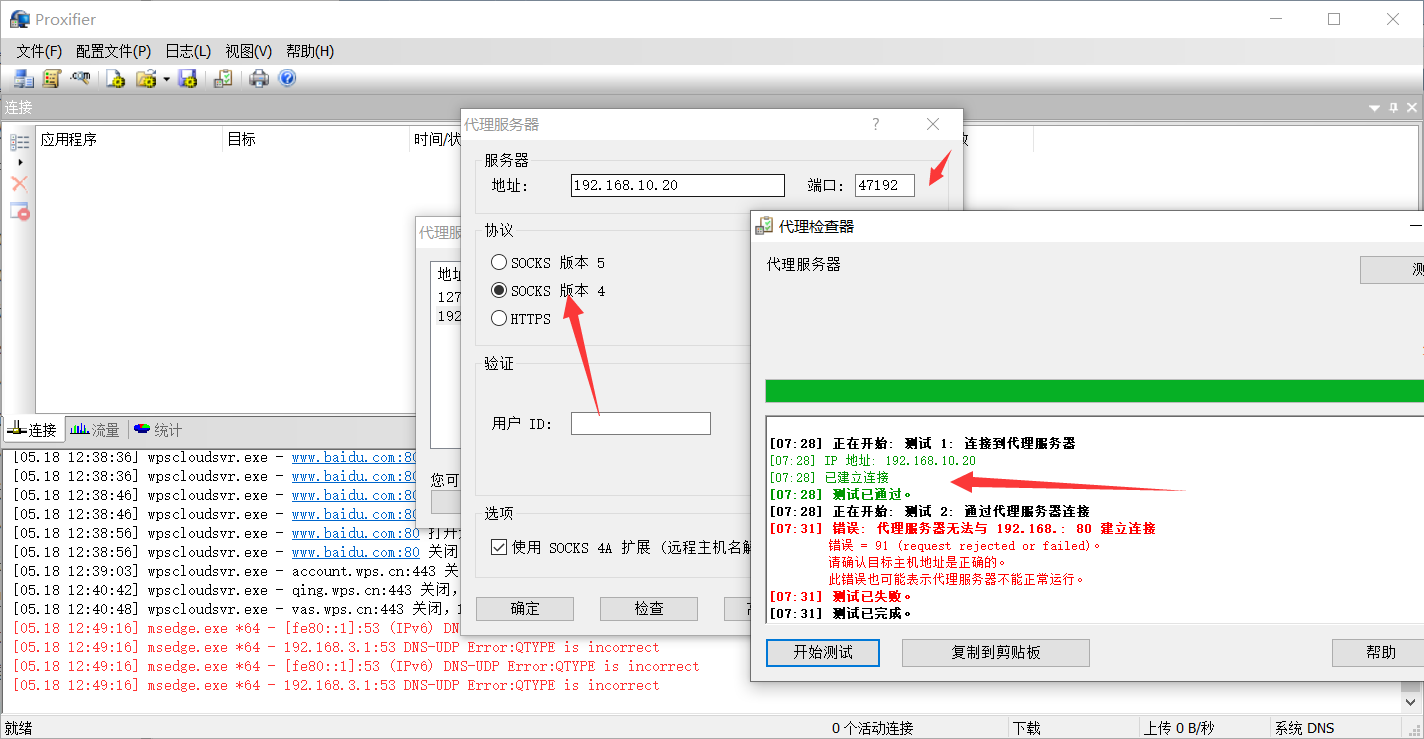 Proxifier
文件(F) 配置文件(P) 日志(L) 视图(V) 帮助(H)
连接
应用程序 目标 时间/状
代理服务器
服务器
地址: 192.168.10.20 端口: 47192
协议
SOCKS 版本 5
SOCKS 版本 4
HTTPS
验证
用户 ID:
选项
使用 SOCKS 4A 扩展 (远程主机名解
确定 检查
代理服
地址
127
192
您可
代理检查器
代理服务器
测
[07:28] 正在开始: 测试 1: 连接到代理服务器
[07:28] IP 地址: 192.168.10.20
[07:28] 已建立连接
[07:28] 测试已通过。
[07:28] 正在开始: 测试 2: 通过代理服务器连接
[07:31] 错误: 代理服务器无法与 192.168.: 80 建立连接
错误 = 91 (request rejected or failed)。
请确认目标主机地址是正确的。
此错误也可能表示代理服务器不能正常运行。
[07:31] 测试已失败。
[07:31] 测试已完成。
开始测试 复制到剪贴板 帮助
连接 流量 统计
[05.18 12:38:36] wpscloudsvr.exe - www.baidu.com:80
[05.18 12:38:36] wpscloudsvr.exe - www.baidu.com:80
[05.18 12:38:46] wpscloudsvr.exe - www.baidu.com:80
[05.18 12:38:46] wpscloudsvr.exe - www.baidu.com:80
[05.18 12:38:56] wpscloudsvr.exe - www.baidu.com:80 打开
[05.18 12:38:56] wpscloudsvr.exe - www.baidu.com:80 关闭
[05.18 12:39:03] wpscloudsvr.exe - account.wps.cn:443 关
[05.18 12:40:42] wpscloudsvr.exe - qing.wps.cn:443 关闭,
[05.18 12:40:48] wpscloudsvr.exe - vas.wps.cn:443 关闭,
[05.18 12:49:16] msedge.exe *64 - [fe80::1]:53 (IPv6) DN
[05.18 12:49:16] msedge.exe *64 - 192.168.3.1:53 DNS-UDP Error:QTYPE is incorrect
[05.18 12:49:16] msedge.exe *64 - [fe80::1]:53 (IPv6) DNS-UDP Error:QTYPE is incorrect
[05.18 12:49:16] msedge.exe *64 - 192.168.3.1:53 DNS-UDP Error:QTYPE is incorrect
就绪 0 个活动连接 下载 上传 0 B/秒 系统 DNS